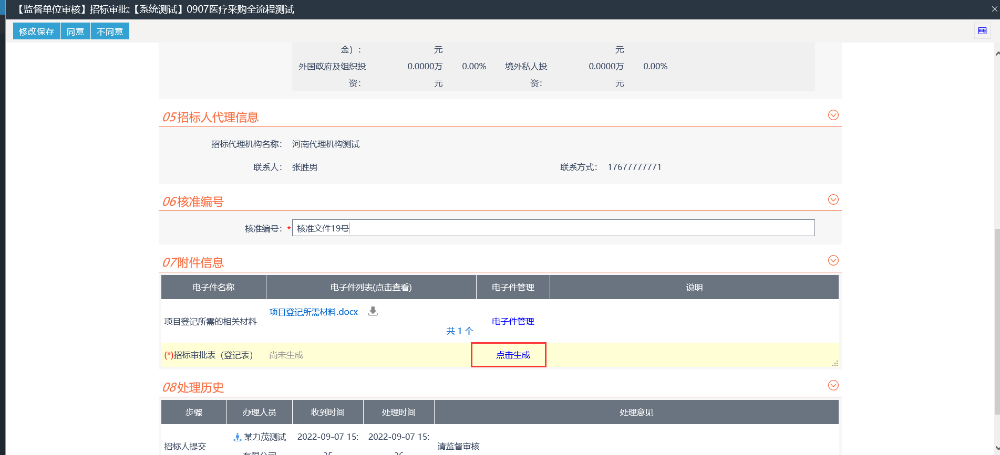 【监督单位审核】招标审批:【系统测试】0907医疗采购全流程测试
修改保存 同意 不同意
金）： 元 元
外国政府及组织投 0.0000万 0.00% 境外私人投 0.0000万 0.00%
资： 元 资： 元
05招标人代理信息
招标代理机构名称： 河南代理机构测试
联系人： 张胜男 联系方式： 17677777771
06核准编号
核准编号：* 核准文件19号
07附件信息
电子件名称 电子件列表(点击查看) 电子件管理 说明
项目登记所需的相关材料 项目登记所需材料.docx 电子件管理
共 1 个
(*)招标审批表（登记表） 尚未生成 点击生成
08处理历史
步骤 办理人员 收到时间 处理时间 处理意见
招标人提交 某力茂测试 2022-09-07 15: 2022-09-07 15: 请监督审核
有限公司 35 36